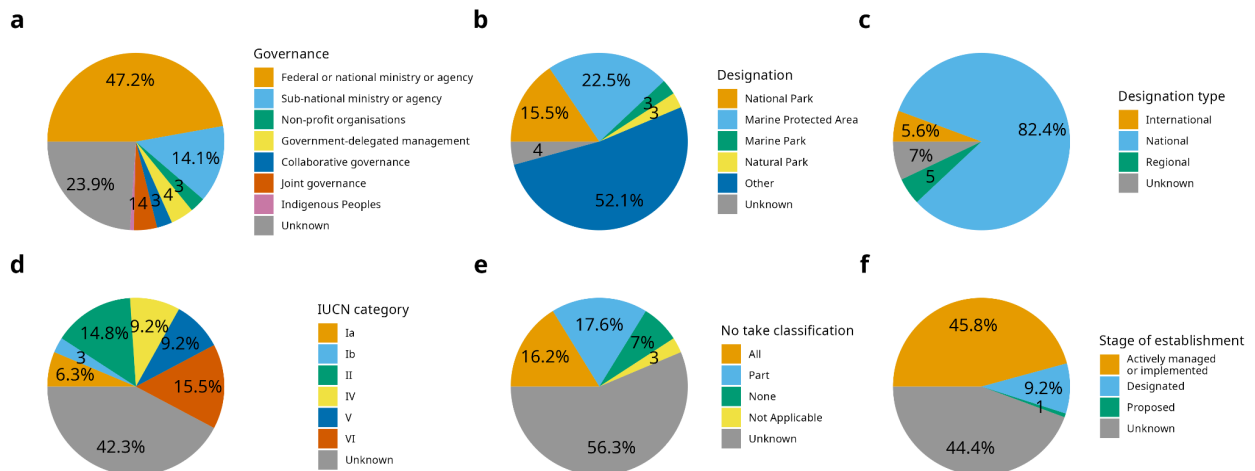 a
Governance
47.2%
14.1%
3
4
3
14
23.9%
Federal or national ministry or agency
Sub-national ministry or agency
Non-profit organisations
Government-delegated management
Collaborative governance
Joint governance
Indigenous Peoples
Unknown
b
Designation
22.5%
15.5%
3
3
4
52.1%
National Park
Marine Protected Area
Marine Park
Natural Park
Other
Unknown
c
Designation type
5.6%
82.4%
7%
5
International
National
Regional
Unknown
d
IUCN category
14.8%
9.2%
9.2%
3
6.3%
15.5%
42.3%
Ia
Ib
II
IV
V
VI
Unknown
e
No take classification
17.6%
16.2%
7%
3
56.3%
All
Part
None
Not Applicable
Unknown
f
Stage of establishment
45.8%
9.2%
1
44.4%
Actively managed
or implemented
Designated
Proposed
Unknown